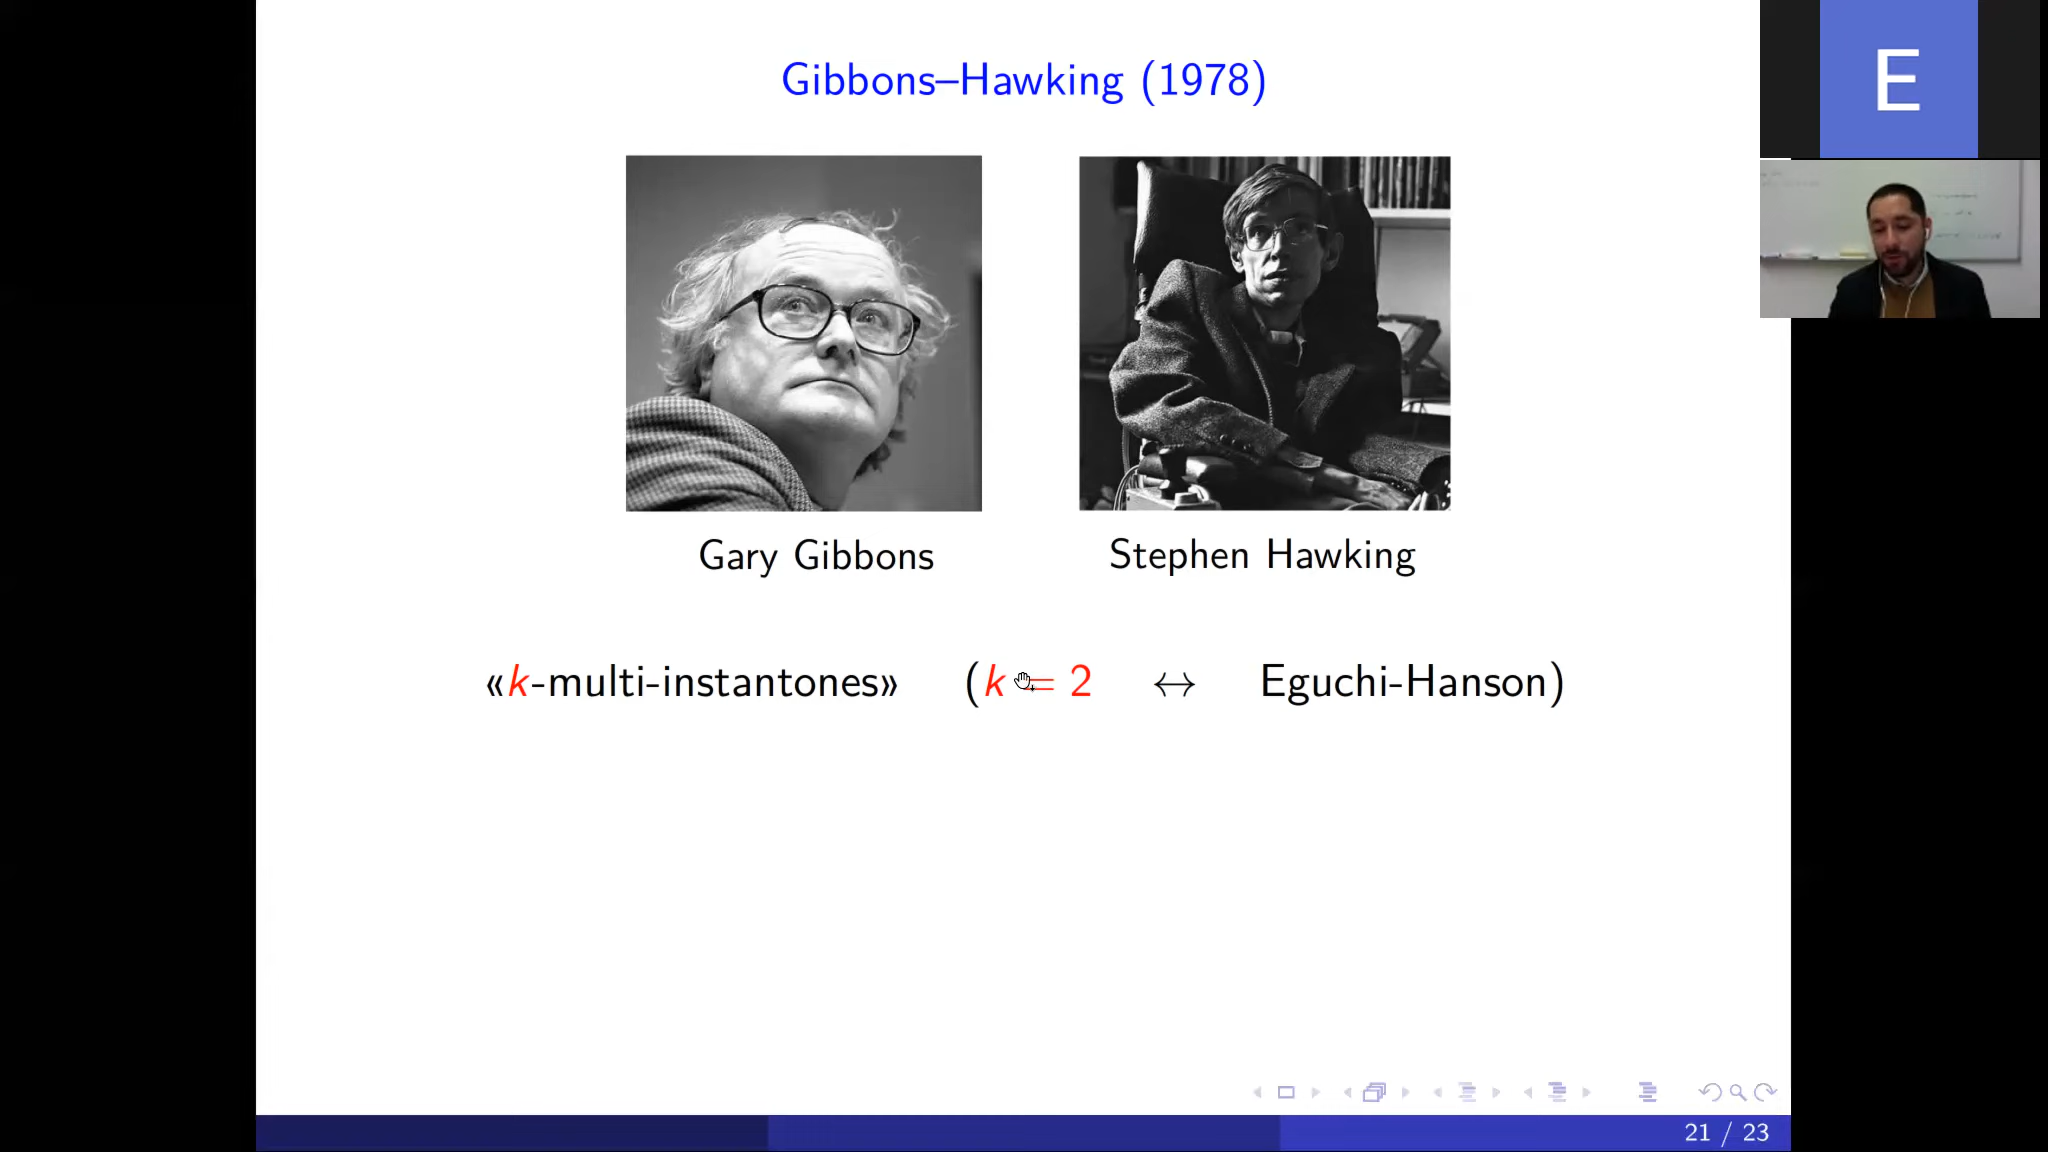 Gibbons–Hawking (1978)
E
Gary Gibbons
Stephen Hawking
«k-multi-instantones» (k = 2 ↔ Eguchi-Hanson)
21 / 23